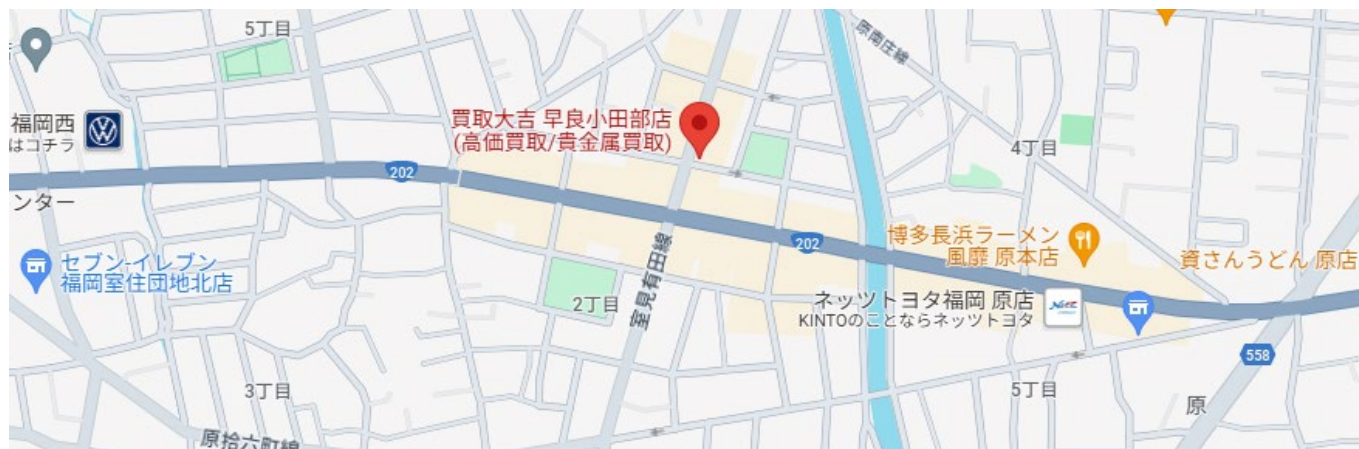 5丁目
原南庄線
福岡西
はコチラ
買取大吉 早良小田部店
(高価買取/貴金属買取)
4丁目
202
ンター
202
博多長浜ラーメン
風靡 原本店
資さんうどん 原店
セブン-イレブン
福岡室住団地北店
室見有田線
2丁目
ネッツトヨタ福岡 原店
KINTOのことならネッツトヨタ
558
3丁目
5丁目
原
原拾六町線